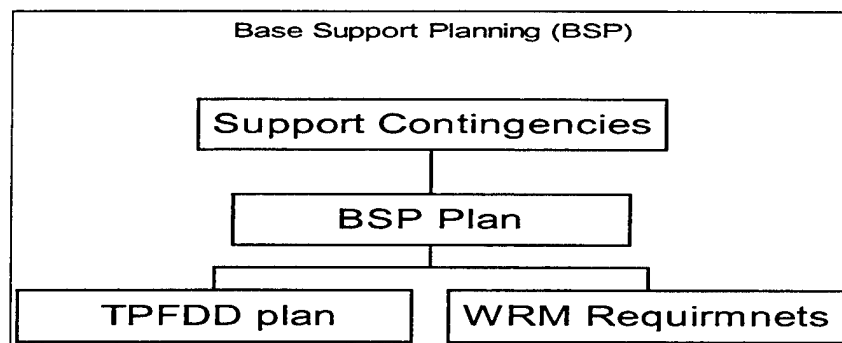 Base Support Planning (BSP)
Support Contingencies
BSP Plan
TPFDD plan
WRM Requirmnets